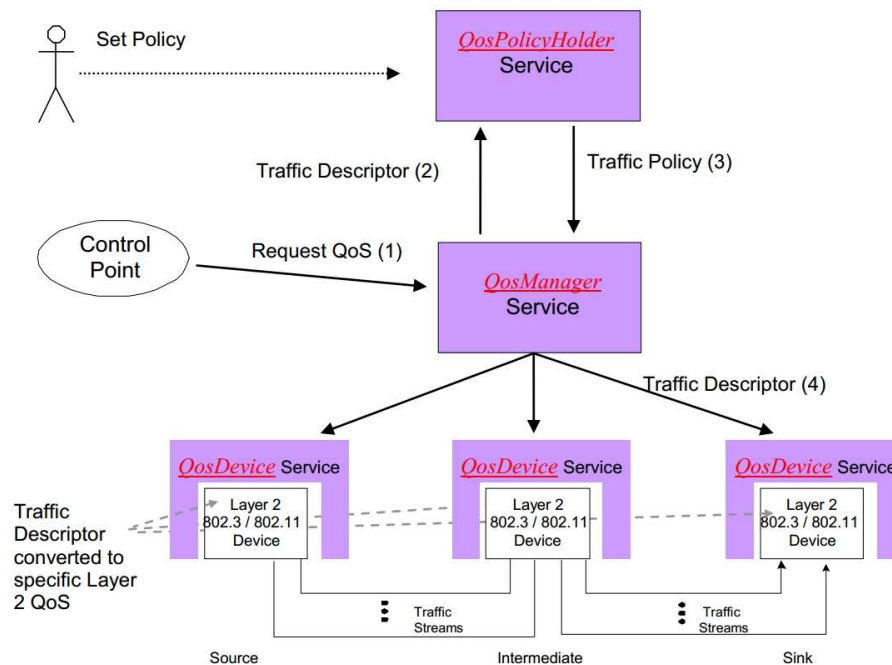 Set Policy
QosPolicyHolder
Service
Traffic Descriptor (2)
Traffic Policy (3)
Control
Point
Request QoS (1)
QosManager
Service
Traffic Descriptor (4)
QosDevice Service
QosDevice Service
QosDevice Service
Layer 2
802.3 / 802.11
Device
Layer 2
802.3 / 802.11
Device
Layer 2
802.3 / 802.11
Device
Traffic
Descriptor
converted to
specific Layer
2 QoS
Traffic
Streams
Traffic
Streams
Source
Intermediate
Sink